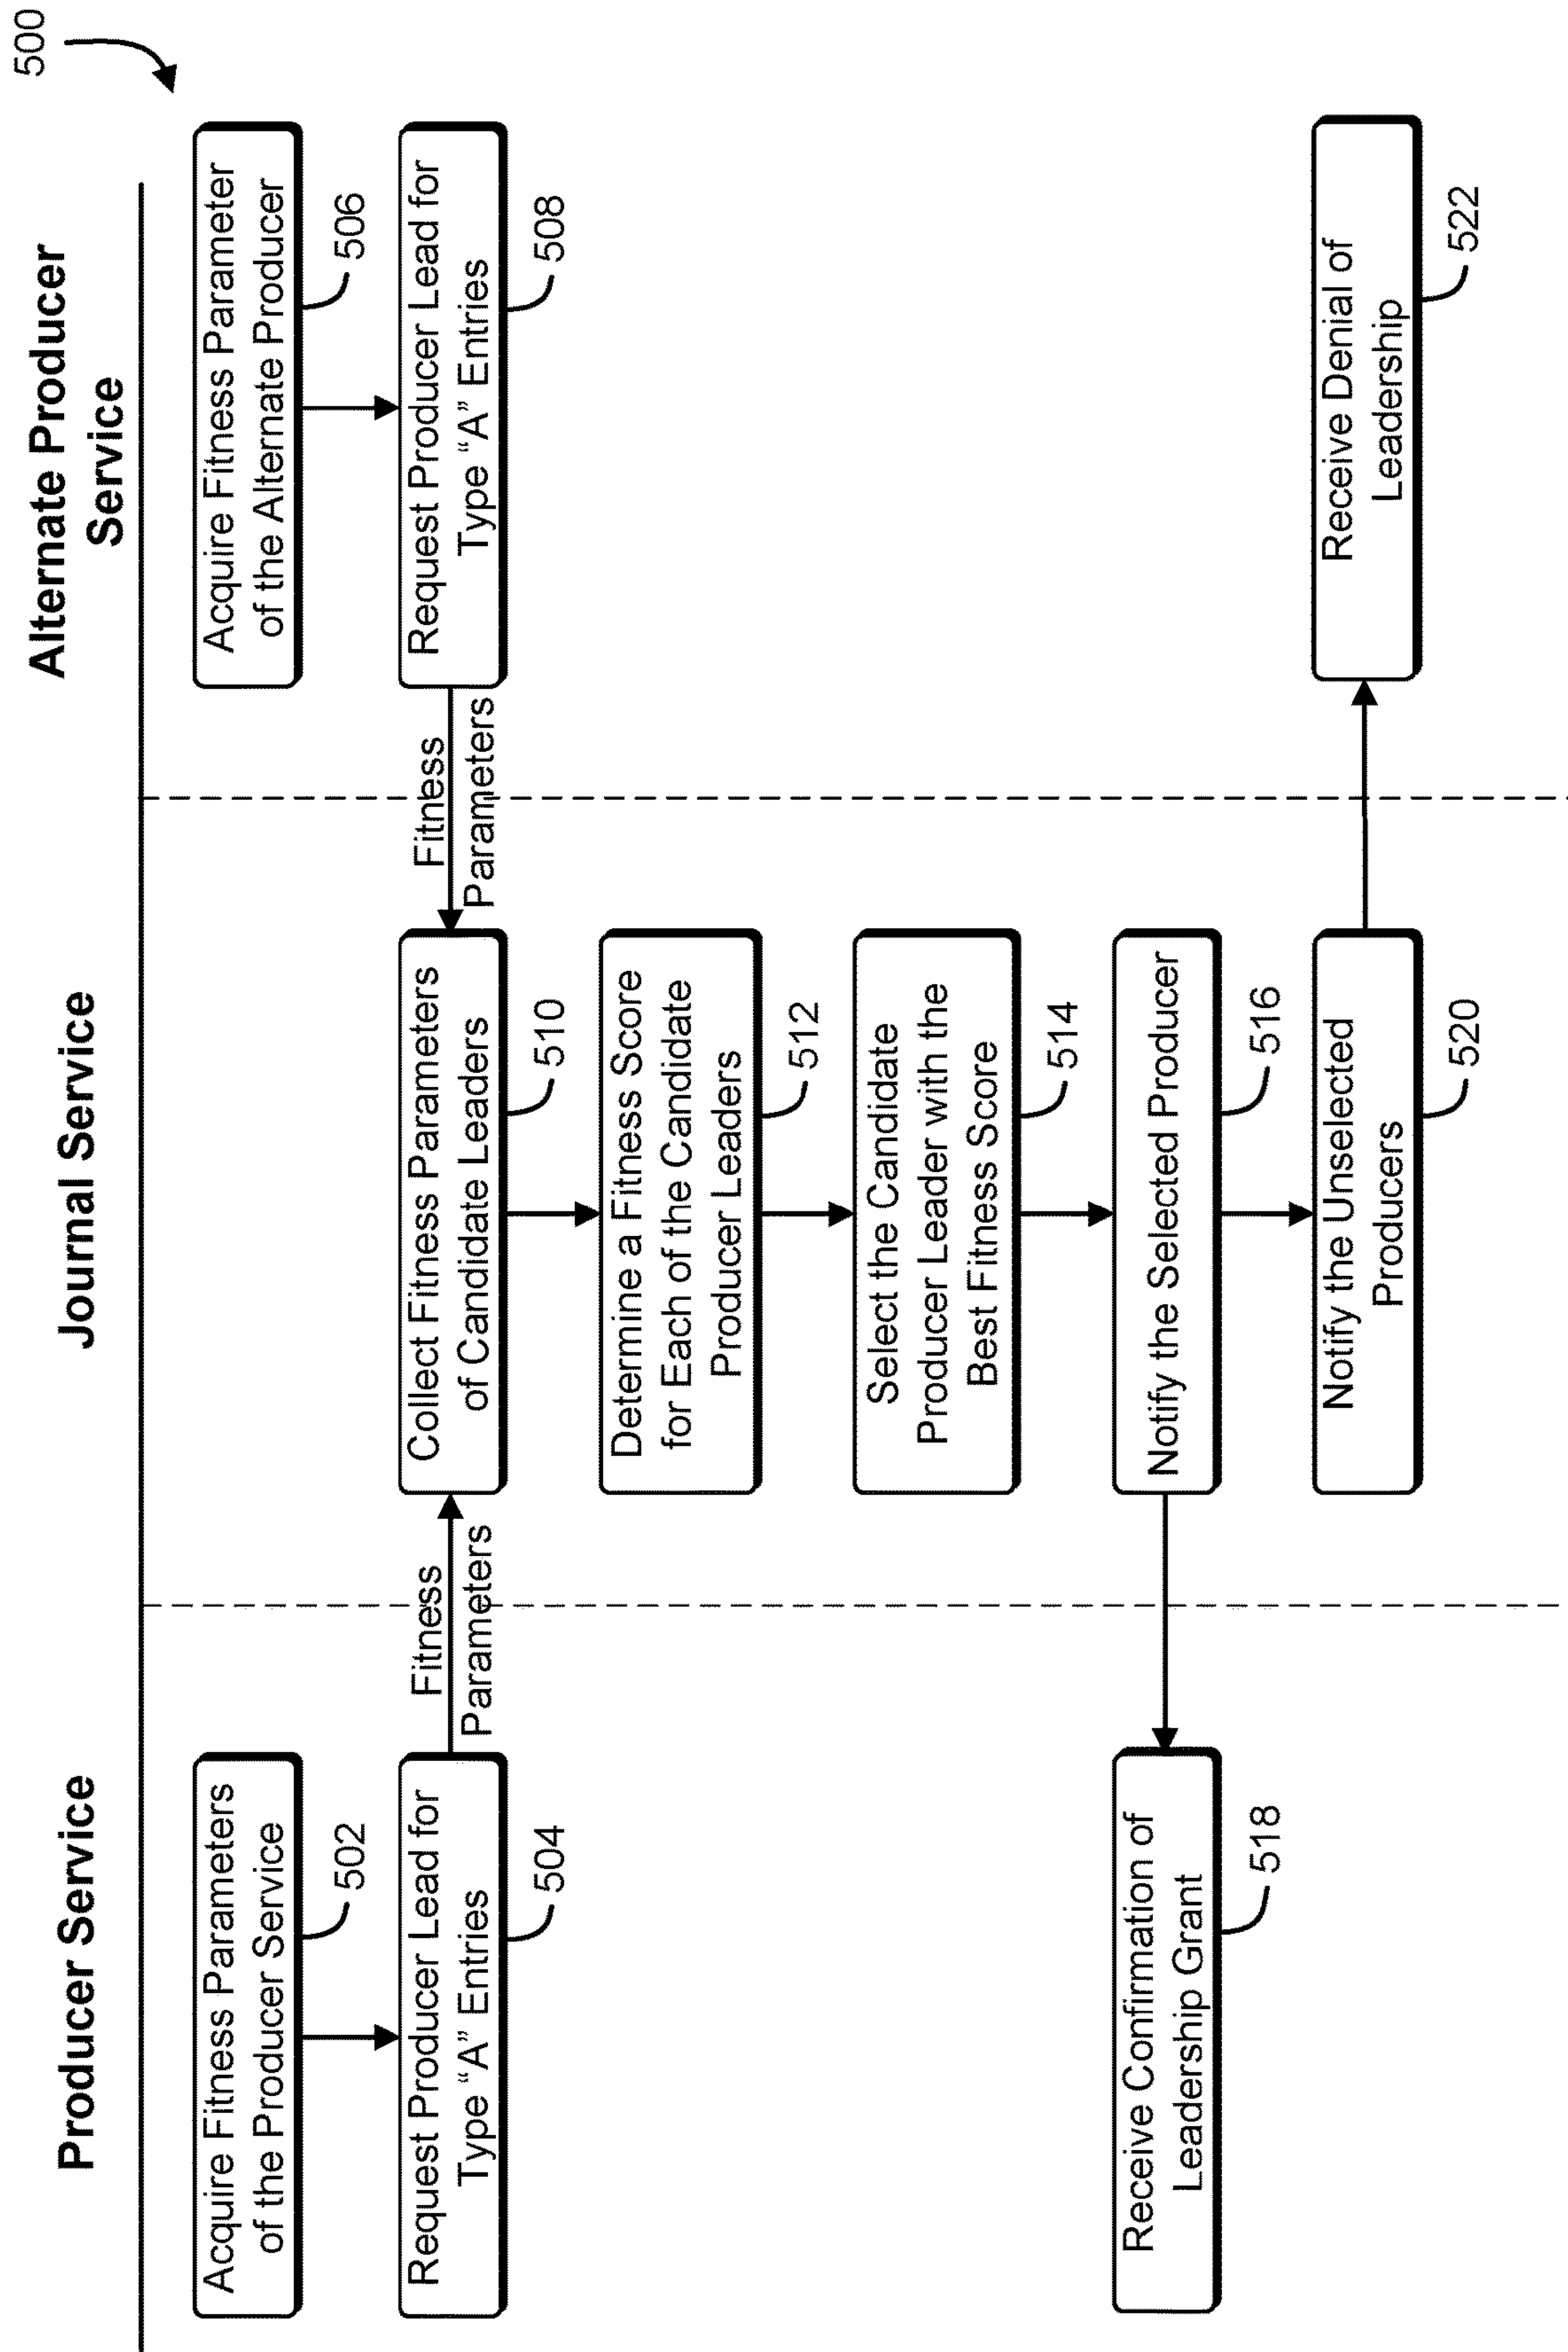 500
Producer Service
Journal Service
Alternate Producer
Service
Acquire Fitness Parameters
of the Producer Service
502
Acquire Fitness Parameter
of the Alternate Producer
506
Request Producer Lead for
Type “A” Entries
504
Fitness
Parameters
Collect Fitness Parameters
of Candidate Leaders
510
Fitness
Parameters
Request Producer Lead for
Type “A” Entries
508
Determine a Fitness Score
for Each of the Candidate
Producer Leaders
512
Select the Candidate
Producer Leader with the
Best Fitness Score
514
Receive Confirmation of
Leadership Grant
518
Notify the Selected Producer
516
Notify the Unselected
Producers
520
Receive Denial of
Leadership
522